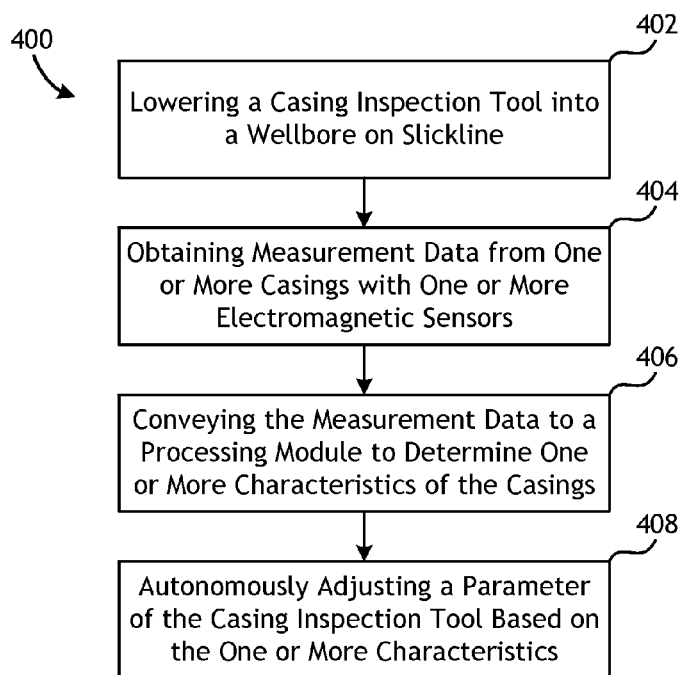 400
402
Lowering a Casing Inspection Tool into
a Wellbore on Slickline
404
Obtaining Measurement Data from One
or More Casings with One or More
Electromagnetic Sensors
406
Conveying the Measurement Data to a
Processing Module to Determine One
or More Characteristics of the Casings
408
Autonomously Adjusting a Parameter
of the Casing Inspection Tool Based on
the One or More Characteristics